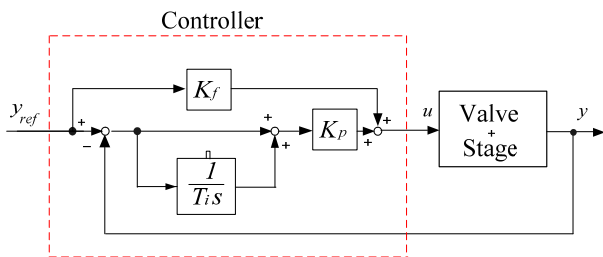 Controller
K_f
y_ref
+
−
+
+
K_p
+
+
u
Valve
+
Stage
y
1
T_i s